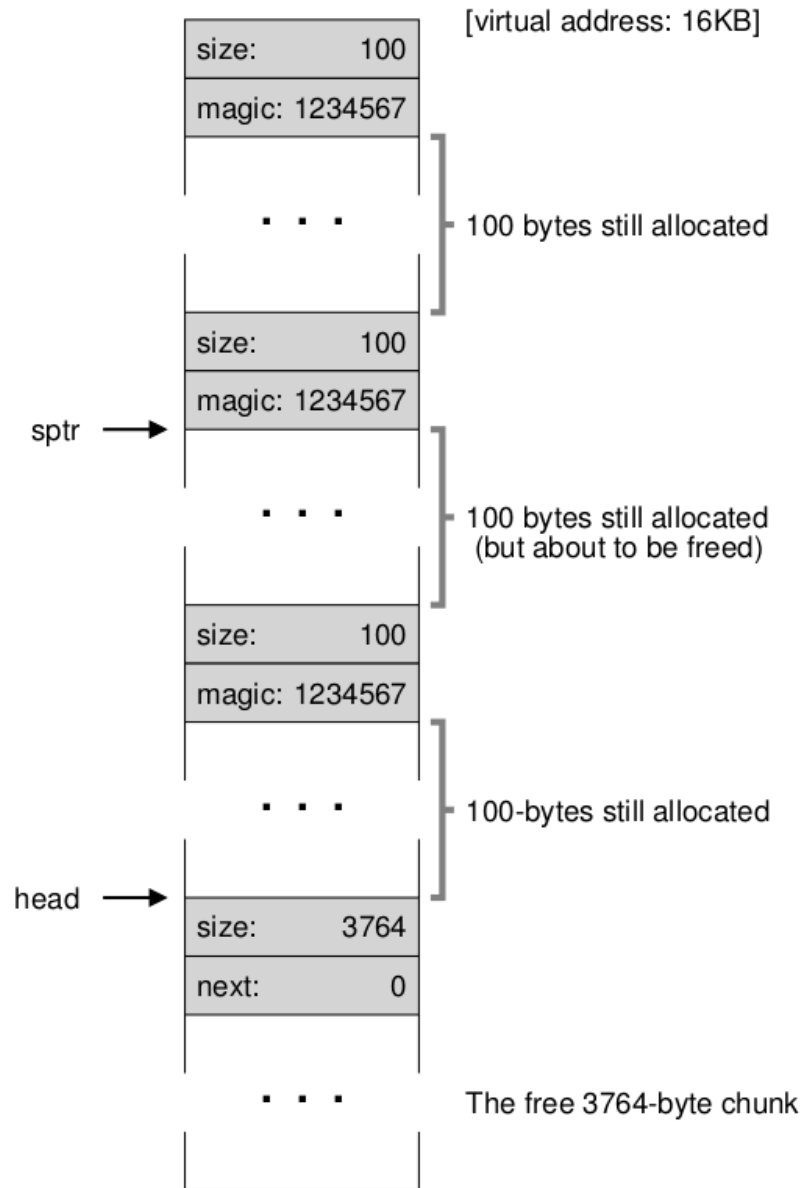 [virtual address: 16KB]
size: 100
magic: 1234567
. . .
100 bytes still allocated
size: 100
magic: 1234567
sptr
. . .
100 bytes still allocated
(but about to be freed)
size: 100
magic: 1234567
. . .
100-bytes still allocated
head
size: 3764
next: 0
. . .
The free 3764-byte chunk